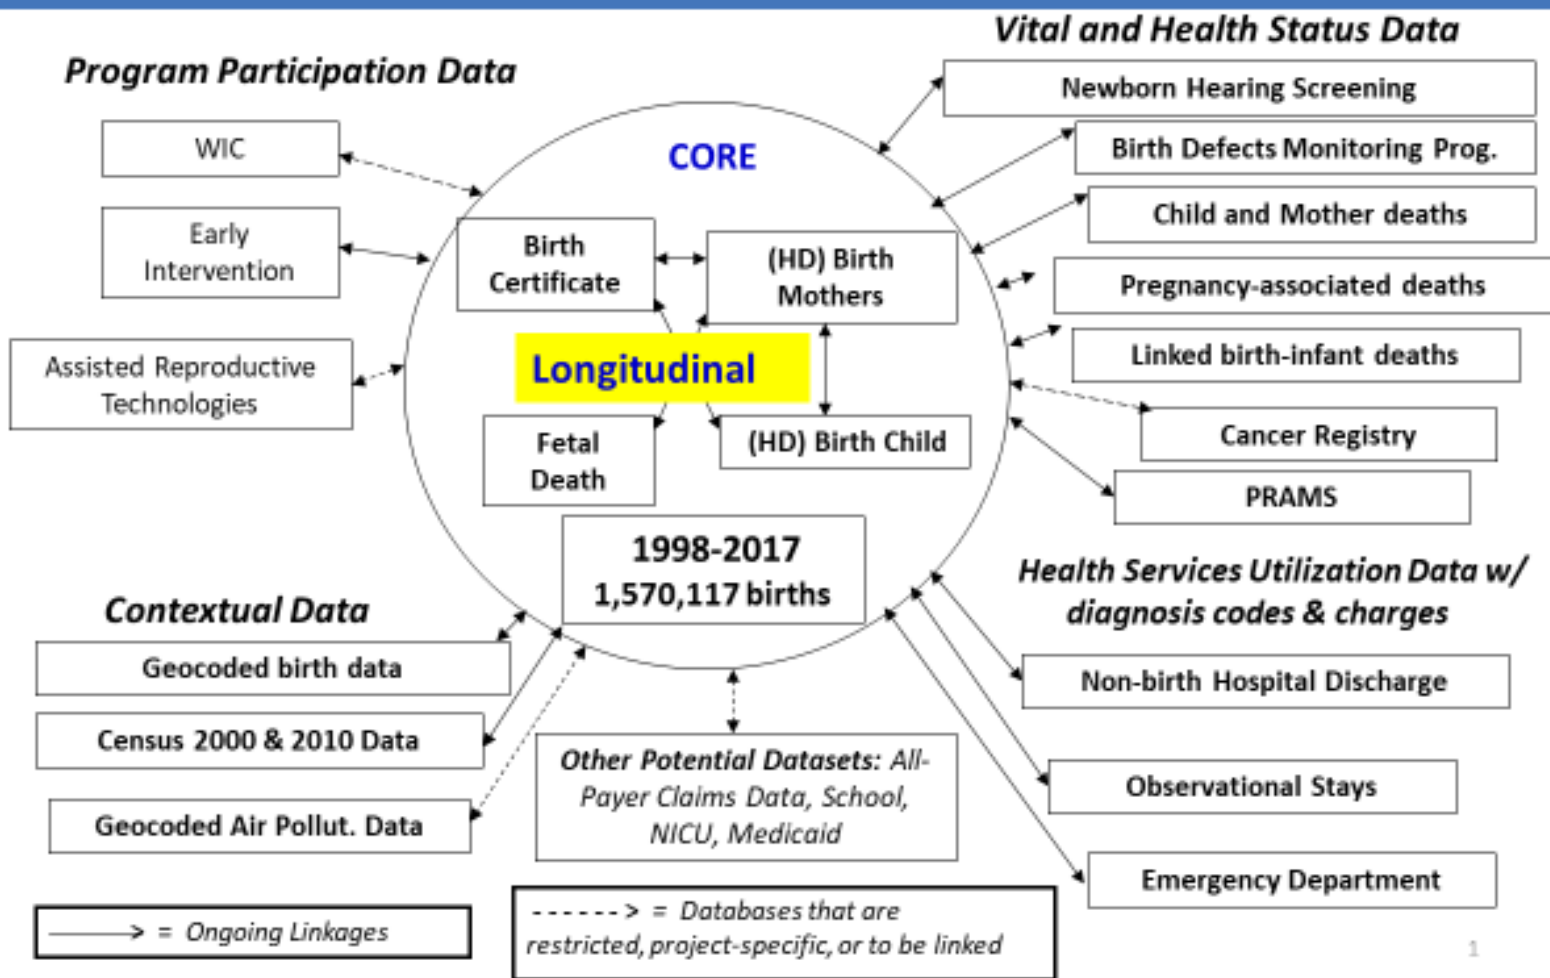 Vital and Health Status Data
Program Participation Data
Newborn Hearing Screening
WIC
Birth Defects Monitoring Prog.
CORE
Child and Mother deaths
Early
Intervention
Birth
Certificate
(HD) Birth
Mothers
Pregnancy-associated deaths
Linked birth-infant deaths
Assisted Reproductive
Technologies
Longitudinal
Cancer Registry
Fetal
Death
(HD) Birth Child
PRAMS
1998-2017
1,570,117 births
Health Services Utilization Data w/
diagnosis codes & charges
Contextual Data
Geocoded birth data
Non-birth Hospital Discharge
Census 2000 & 2010 Data
Other Potential Datasets: All-
Payer Claims Data, School,
NICU, Medicaid
Observational Stays
Geocoded Air Pollut. Data
Emergency Department
> = Ongoing Linkages
------> = Databases that are
restricted, project-specific, or to be linked
1